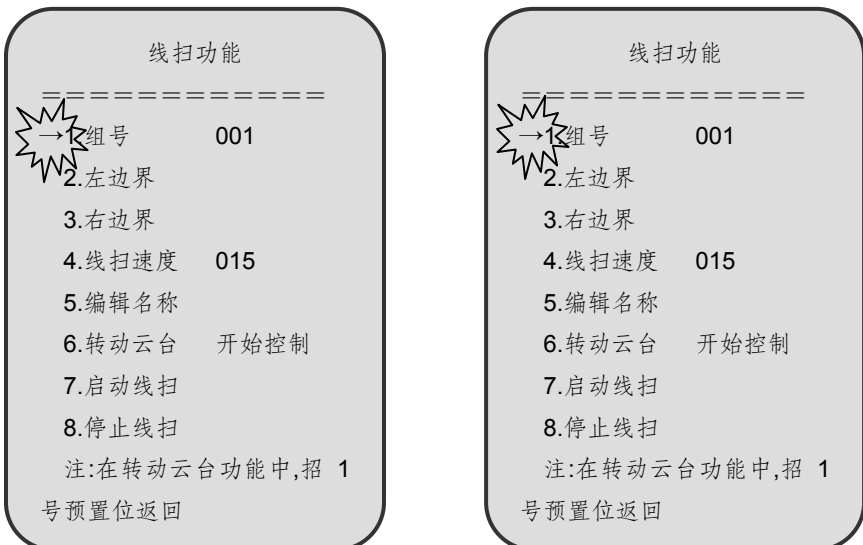 线扫功能
============
→1.组号 001
2.左边界
3.右边界
4.线扫速度 015
5.编辑名称
6.转动云台 开始控制
7.启动线扫
8.停止线扫
注:在转动云台功能中,招 1
号预置位返回
线扫功能
============
→1.组号 001
2.左边界
3.右边界
4.线扫速度 015
5.编辑名称
6.转动云台 开始控制
7.启动线扫
8.停止线扫
注:在转动云台功能中,招 1
号预置位返回